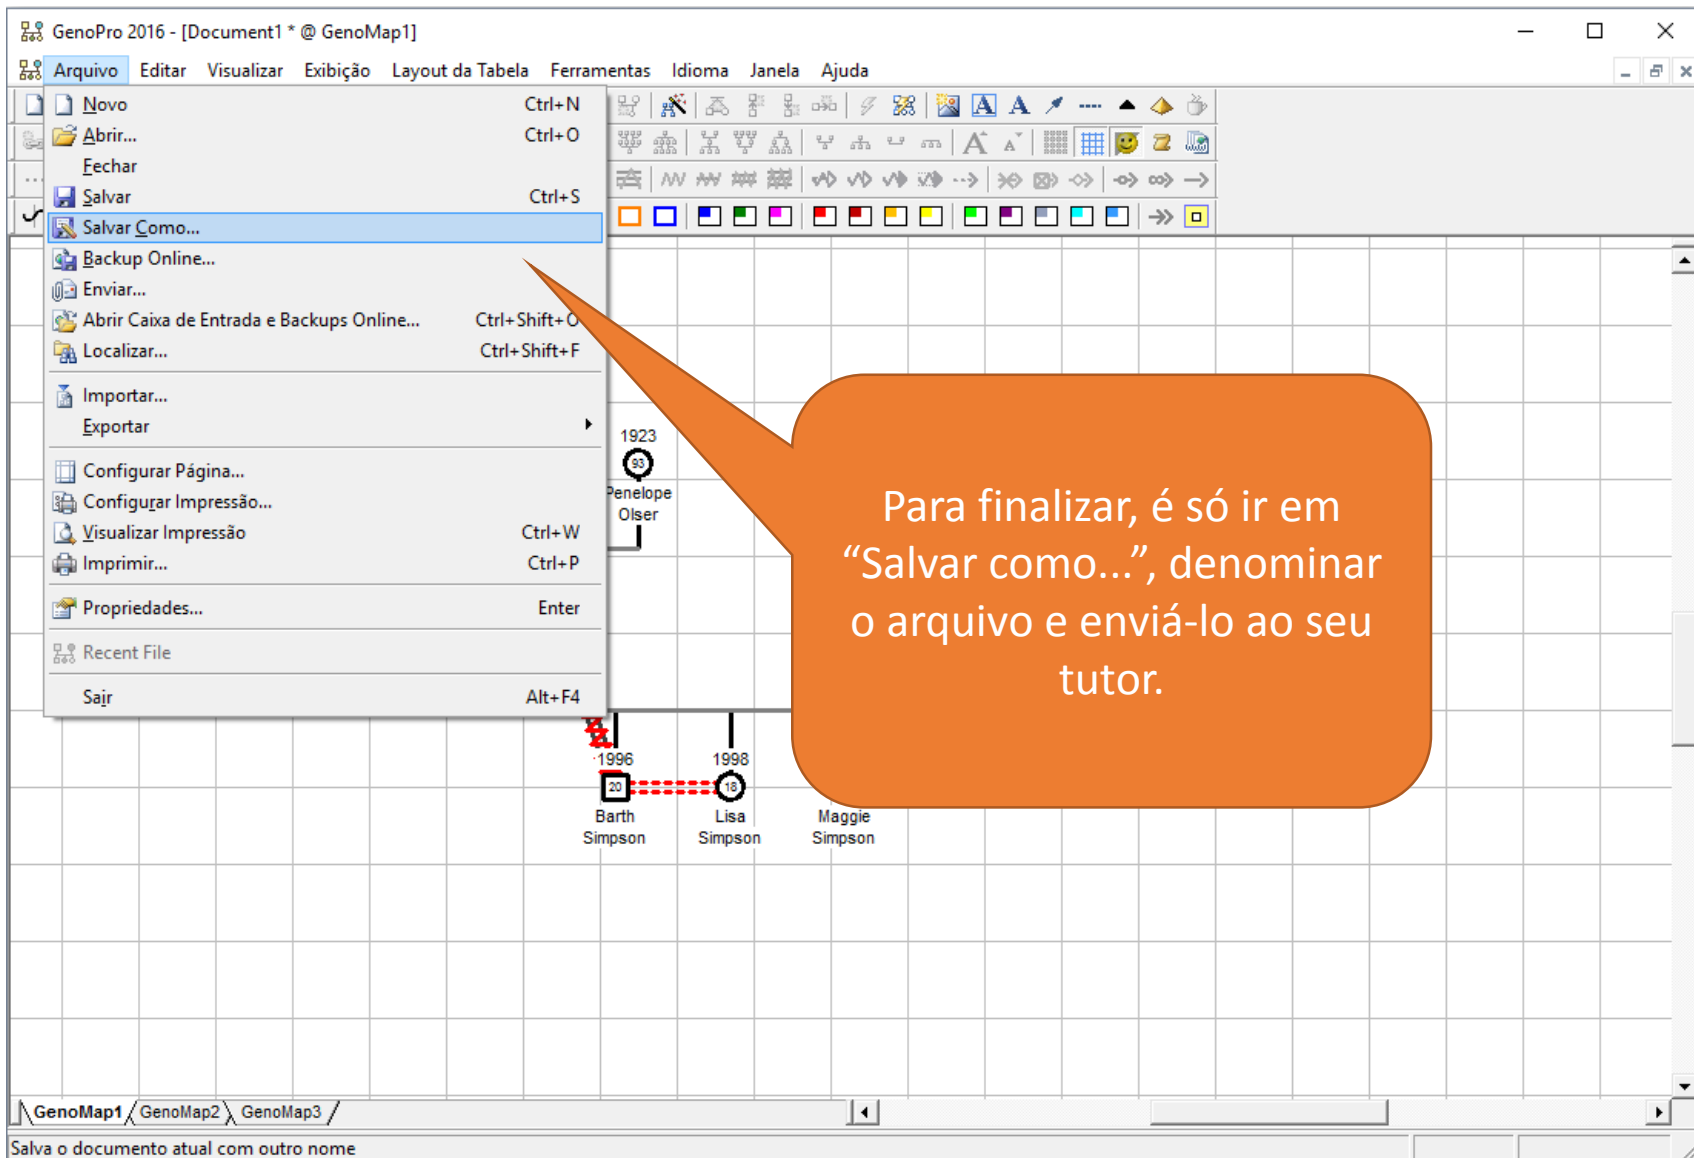 GenoPro 2016 - [Document1 * @ GenoMap1]
Arquivo Editar Visualizar Exibição Layout da Tabela Ferramentas Idioma Janela Ajuda
Novo Ctrl+N
Abrir... Ctrl+O
Fechar
Salvar Ctrl+S
Salvar Como...
Backup Online...
Enviar...
Abrir Caixa de Entrada e Backups Online... Ctrl+Shift+O
Localizar... Ctrl+Shift+F
Importar...
Exportar
Configurar Página...
Configurar Impressão...
Visualizar Impressão Ctrl+W
Imprimir... Ctrl+P
Propriedades... Enter
Recent File
Sair Alt+F4
1923
93
Penelope
Olser
Para finalizar, é só ir em
“Salvar como...”, denominar
o arquivo e enviá-lo ao seu
tutor.
1996 1998
20 18
Barth Lisa Maggie
Simpson Simpson Simpson
GenoMap1 GenoMap2 GenoMap3
Salva o documento atual com outro nome